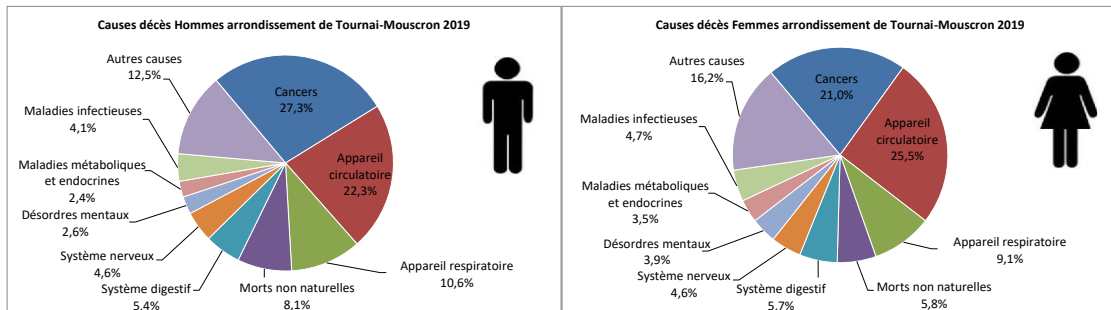 Causes décès Hommes arrondissement de Tournai-Mouscron 2019
Autres causes
12,5%
Cancers
27,3%
Maladies infectieuses
4,1%
Appareil
circulatoire
22,3%
Maladies métaboliques
et endocrines
2,4%
Désordres mentaux
2,6%
Système nerveux
4,6%
Système digestif
5,4%
Morts non naturelles
8,1%
Appareil respiratoire
10,6%
Causes décès Femmes arrondissement de Tournai-Mouscron 2019
Autres causes
16,2%
Cancers
21,0%
Maladies infectieuses
4,7%
Appareil
circulatoire
25,5%
Maladies métaboliques
et endocrines
3,5%
Désordres mentaux
3,9%
Système nerveux
4,6%
Système digestif
5,7%
Morts non naturelles
5,8%
Appareil respiratoire
9,1%